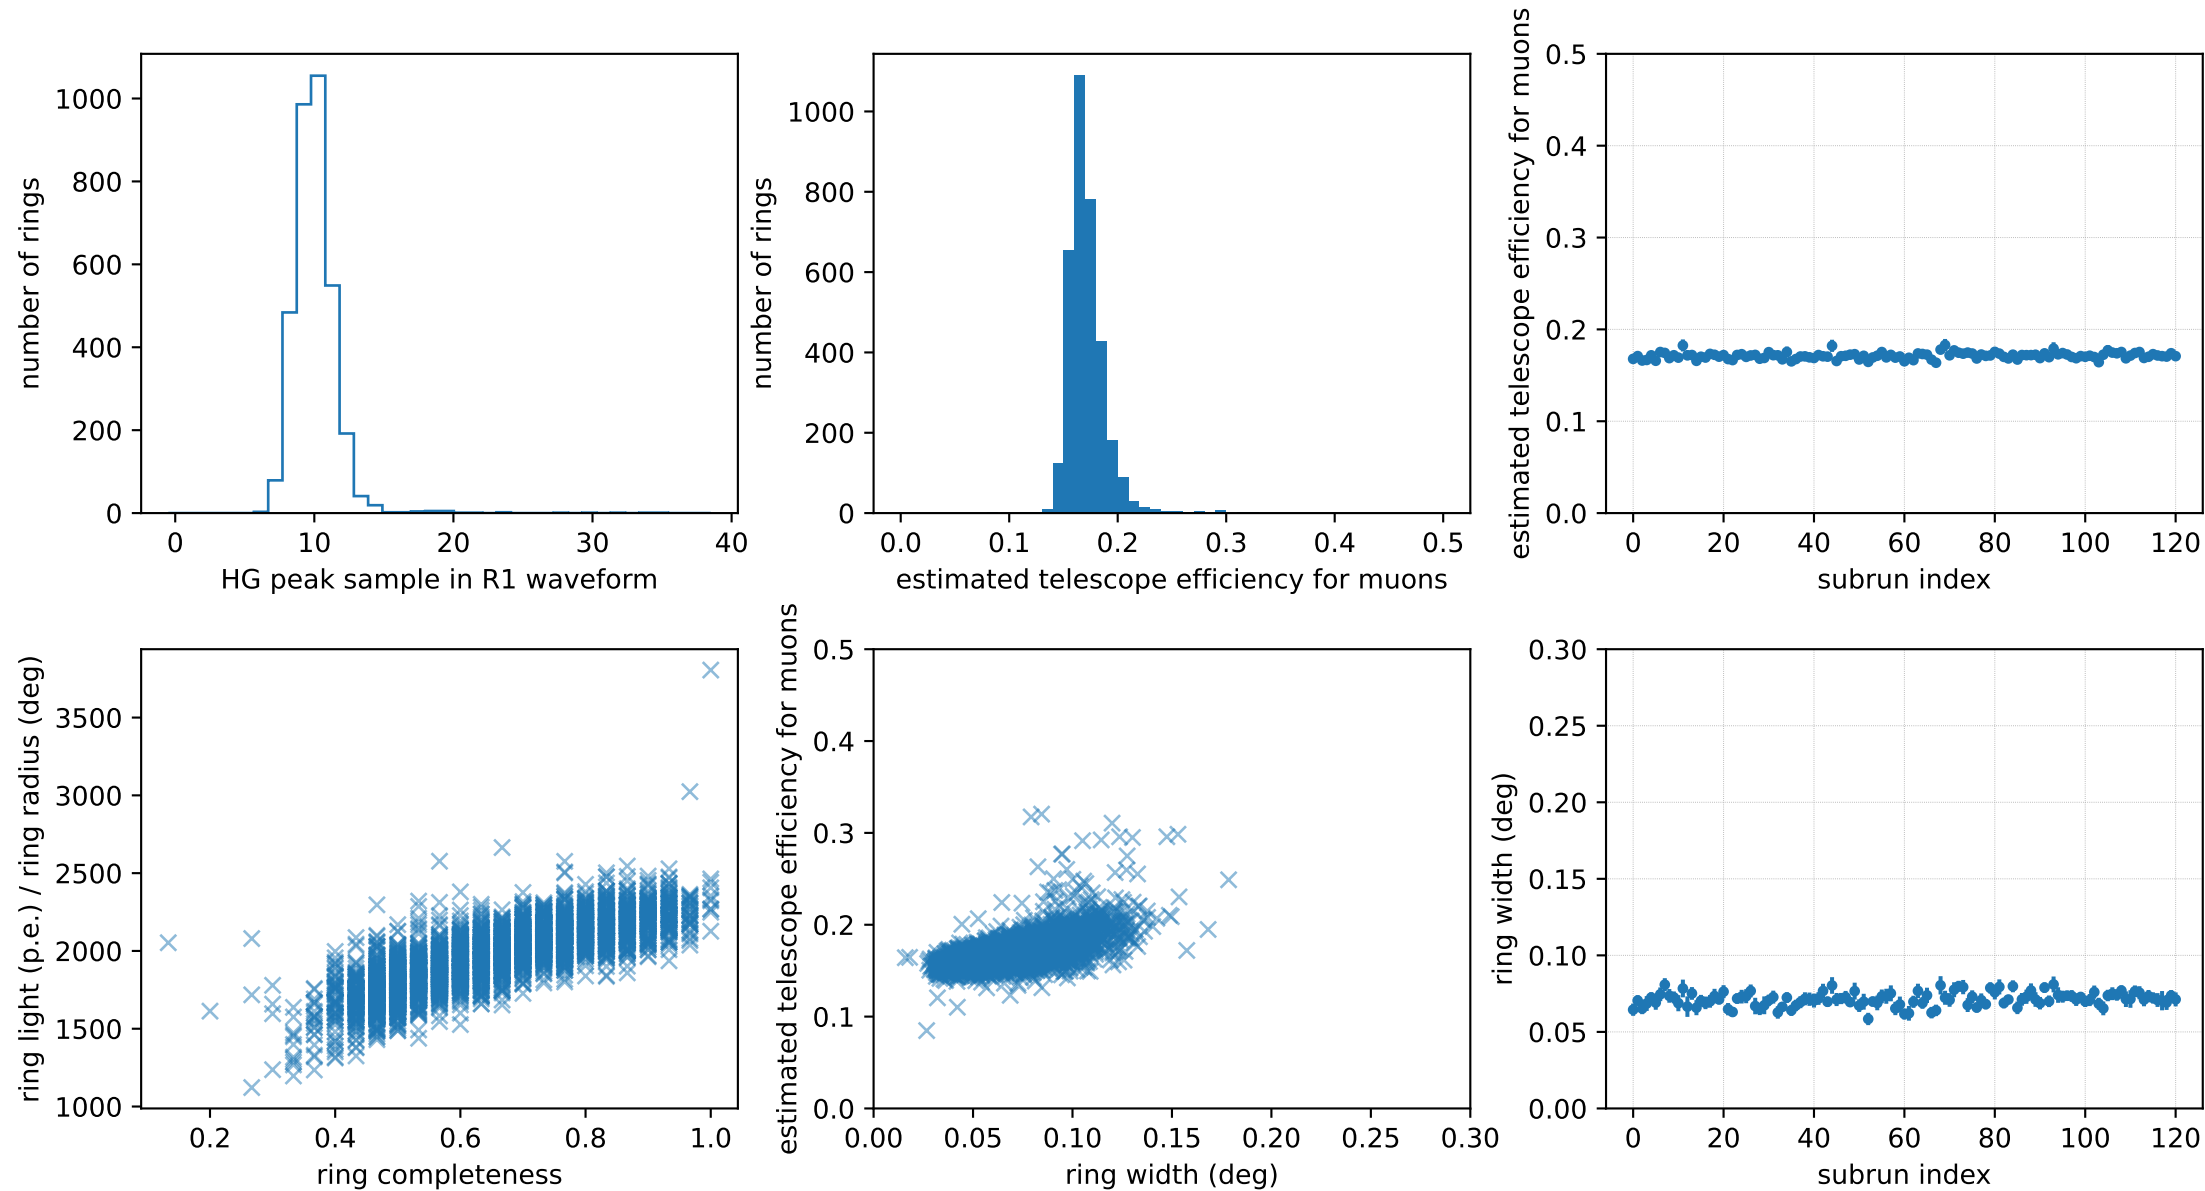 number of rings
1000
800
600
400
200
0
0 10 20 30 40
HG peak sample in R1 waveform
number of rings
1000
800
600
400
200
0
0.0 0.1 0.2 0.3 0.4 0.5
estimated telescope efficiency for muons
estimated telescope efficiency for muons
0.5
0.4
0.3
0.2
0.1
0.0
0 20 40 60 80 100 120
subrun index
ring light (p.e.) / ring radius (deg)
3500
3000
2500
2000
1500
1000
0.2 0.4 0.6 0.8 1.0
ring completeness
estimated telescope efficiency for muons
0.5
0.4
0.3
0.2
0.1
0.0
0.00 0.05 0.10 0.15 0.20 0.25 0.30
ring width (deg)
ring width (deg)
0.30
0.25
0.20
0.15
0.10
0.05
0.00
0 20 40 60 80 100 120
subrun index